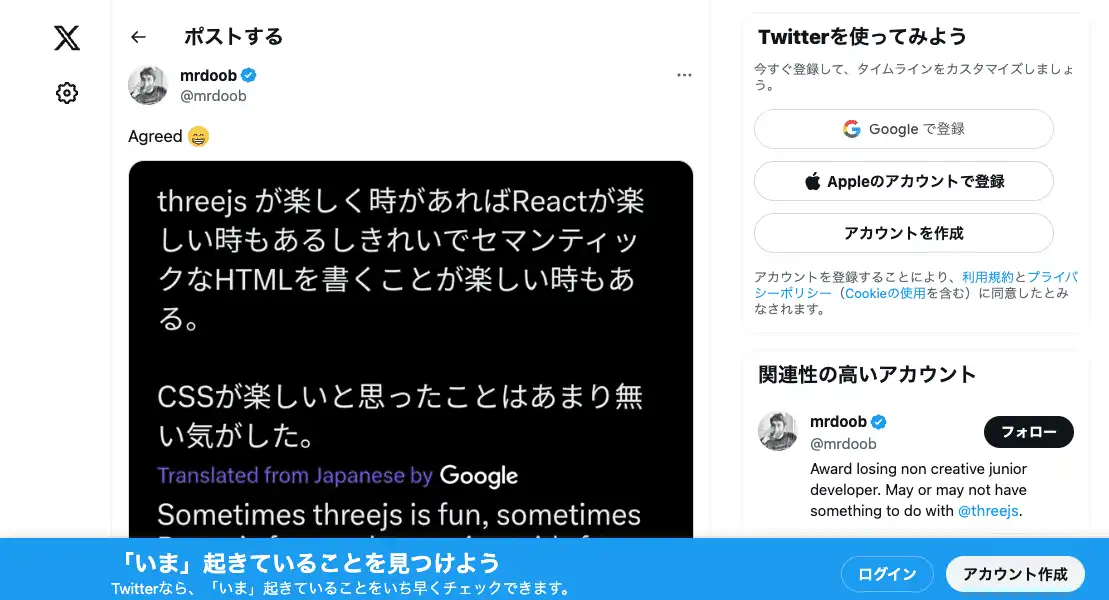 ポストする
mrdoob
@mrdoob
Agreed 😁
threejs が楽しく時があればReactが楽
しい時もあるしきれいでセマンティッ
クなHTMLを書くことが楽しい時もあ
る。
CSSが楽しいと思ったことはあまり無
い気がした。
Translated from Japanese by Google
Sometimes threejs is fun, sometimes
Twitterを使ってみよう
今すぐ登録して、タイムラインをカスタマイズしましょ
う。
Google で登録
Appleのアカウントで登録
アカウントを作成
アカウントを登録することにより、利用規約とプライバ
シーポリシー（Cookieの使用を含む）に同意したとみ
なされます。
関連性の高いアカウント
mrdoob
@mrdoob
フォロー
Award losing non creative junior
developer. May or may not have
something to do with @threejs.
「いま」起きていることを見つけよう
Twitterなら、「いま」起きていることをいち早くチェックできます。
ログイン
アカウント作成